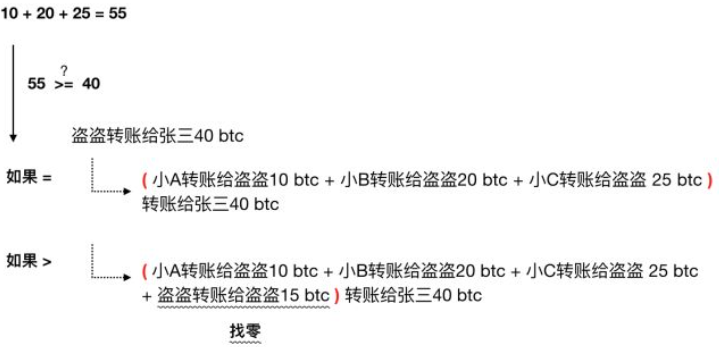 10 + 20 + 25 = 55
?
55 >= 40
盗盗转账给张三40 btc
如果 =
( 小A转账给盗盗10 btc + 小B转账给盗盗20 btc + 小C转账给盗盗 25 btc )
转账给张三40 btc
如果 >
( 小A转账给盗盗10 btc + 小B转账给盗盗20 btc + 小C转账给盗盗 25 btc
+ 盗盗转账给盗盗15 btc ) 转账给张三40 btc
找零